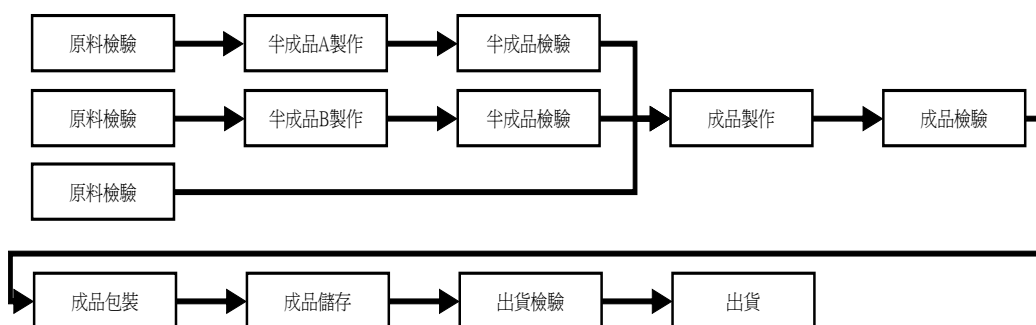 原料檢驗
半成品A製作
半成品檢驗
原料檢驗
半成品B製作
半成品檢驗
成品製作
成品檢驗
原料檢驗
成品包裝
成品儲存
出貨檢驗
出貨